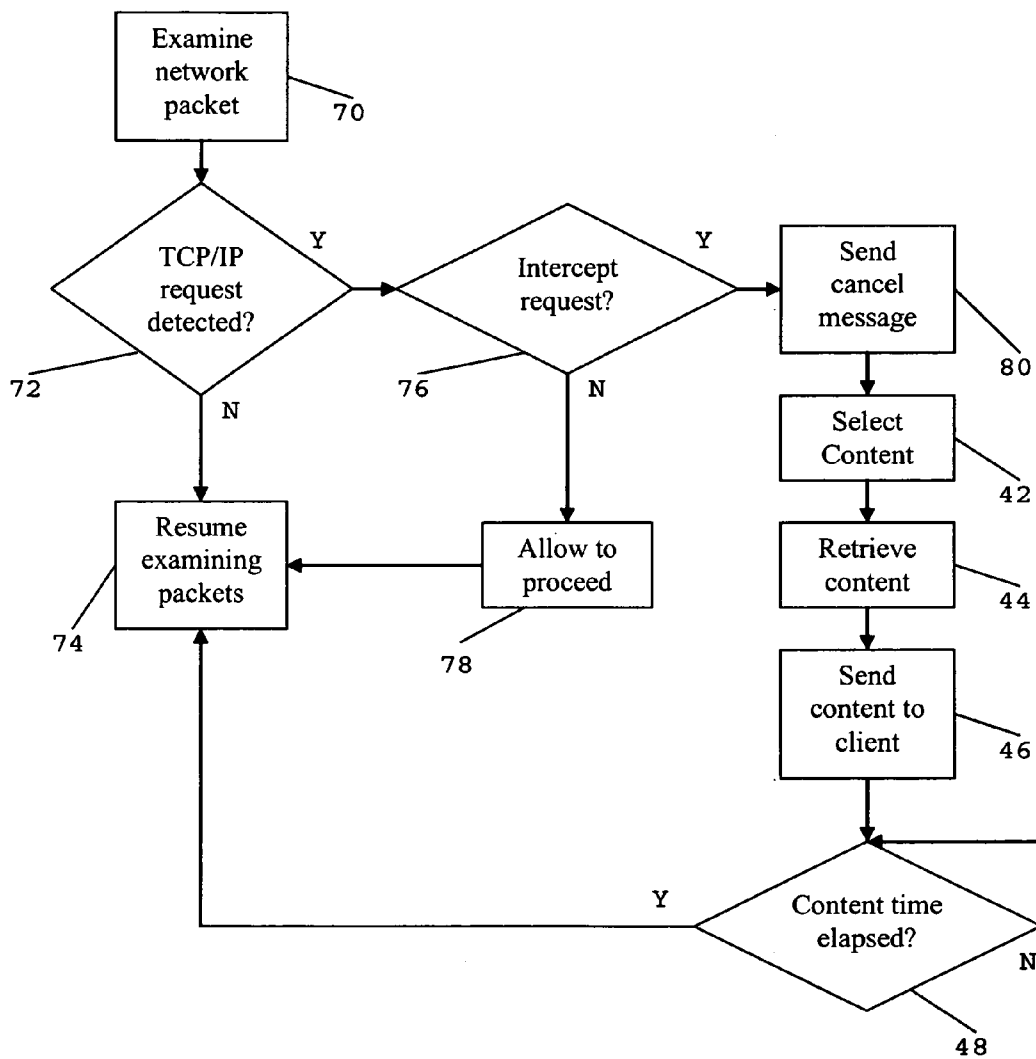 Examine
network
packet
70
TCP/IP
request
detected?
Y
72
N
Intercept
request?
Y
76
N
Send
cancel
message
80
Select
Content
42
Resume
examining
packets
74
Allow to
proceed
78
Retrieve
content
44
Send
content to
client
46
Y
Content time
elapsed?
N
48